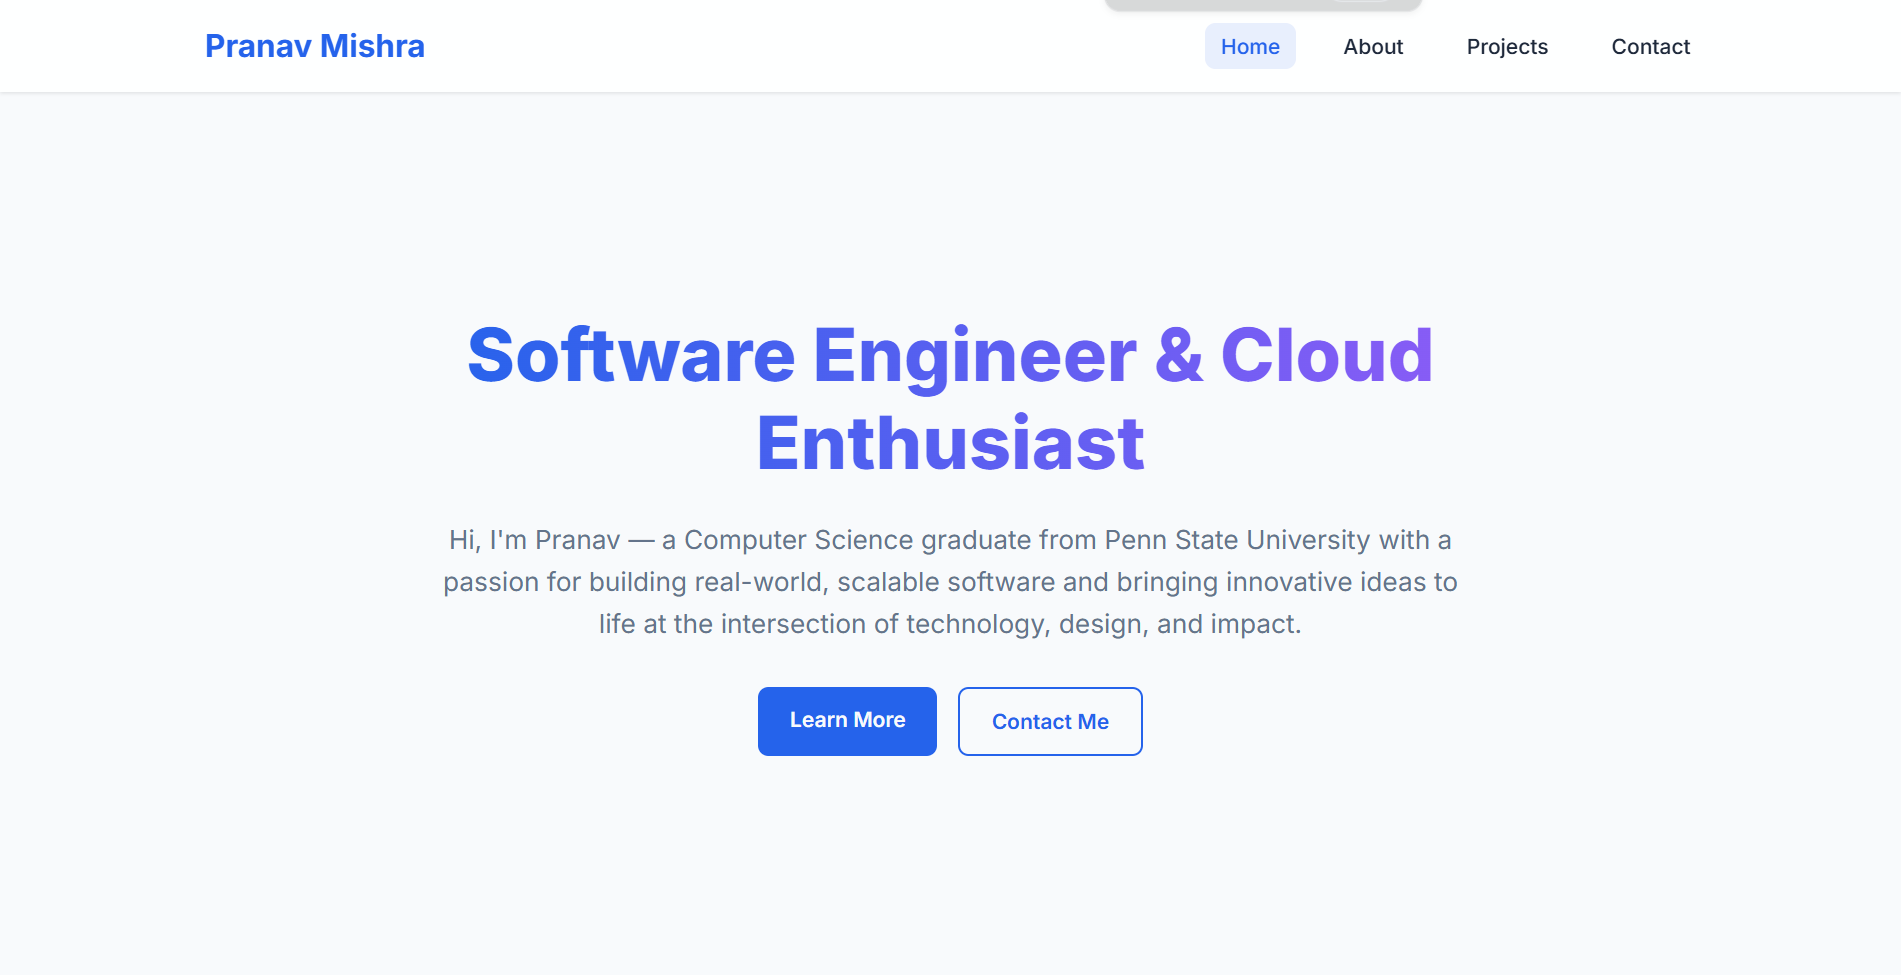 Pranav Mishra
Home
About
Projects
Contact
Software Engineer & Cloud
Enthusiast
Hi, I'm Pranav — a Computer Science graduate from Penn State University with a
passion for building real-world, scalable software and bringing innovative ideas to
life at the intersection of technology, design, and impact.
Learn More
Contact Me